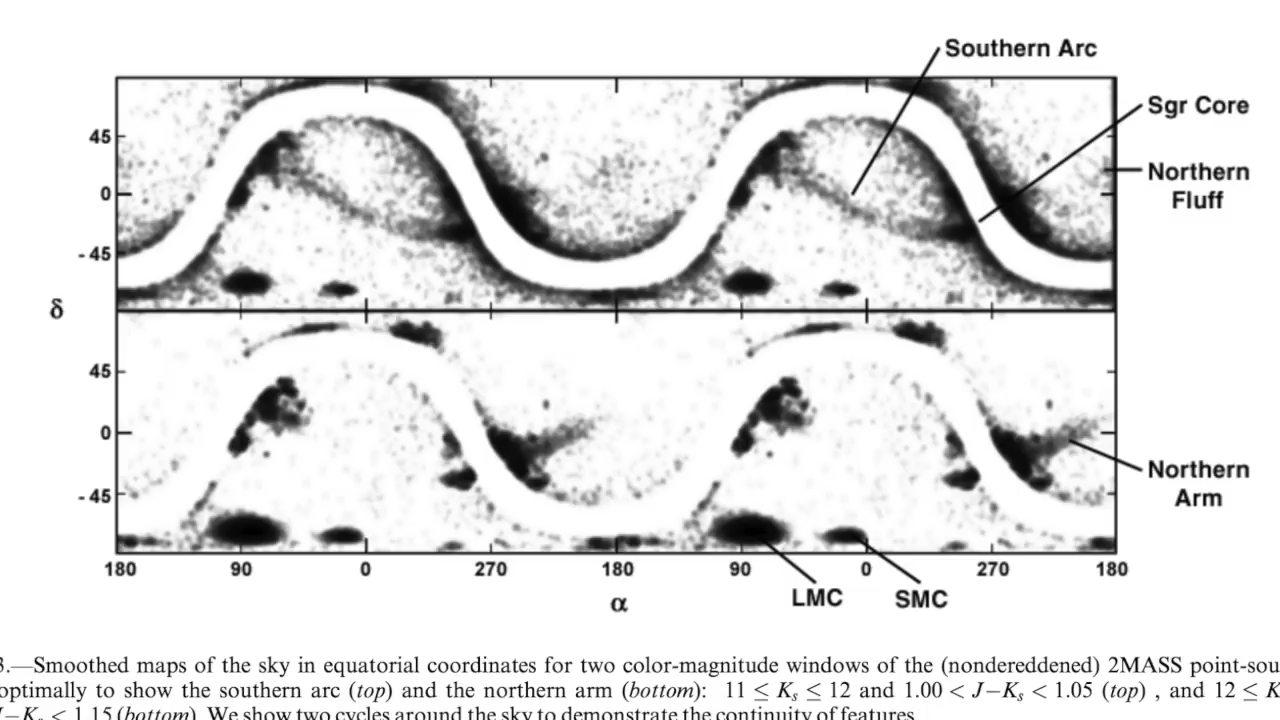 Southern Arc
Sgr Core
45
Northern
Fluff
0
- 45
δ
45
0
Northern
Arm
- 45
180 90 0 270 180 90 0 270 180
α
LMC SMC
3.—Smoothed maps of the sky in equatorial coordinates for two color-magnitude windows of the (nondereddened) 2MASS point-sou
optimally to show the southern arc (top) and the northern arm (bottom): 11 ≤ Ks ≤ 12 and 1.00 < J−Ks < 1.05 (top) , and 12 ≤ K
J−Ks < 1.15 (bottom). We show two cycles around the sky to demonstrate the continuity of features